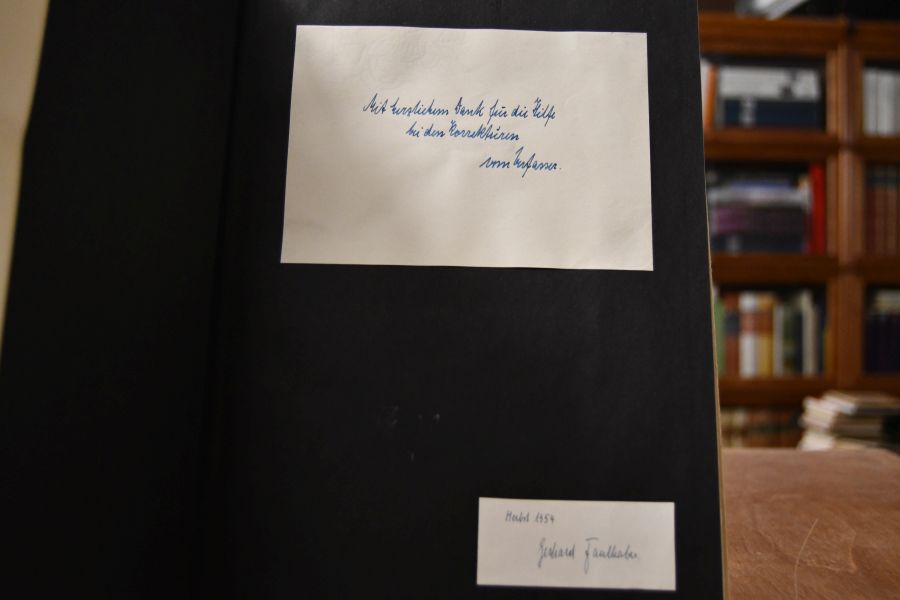 Mit herzlichem Dank für die Hilfe
bei den Korrekturen
vom Verfasser.
Herbst 1954
Gerhard Faulhaber